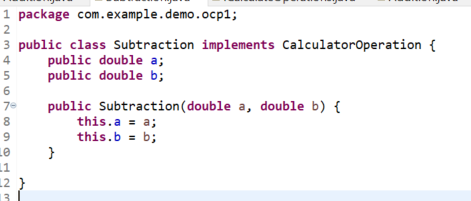 1 package com.example.demo.ocp1;
2
3 public class Subtraction implements CalculatorOperation {
4     public double a;
5     public double b;
6
7     public Subtraction(double a, double b) {
8         this.a = a;
9         this.b = b;
10     }
11
12 }
13